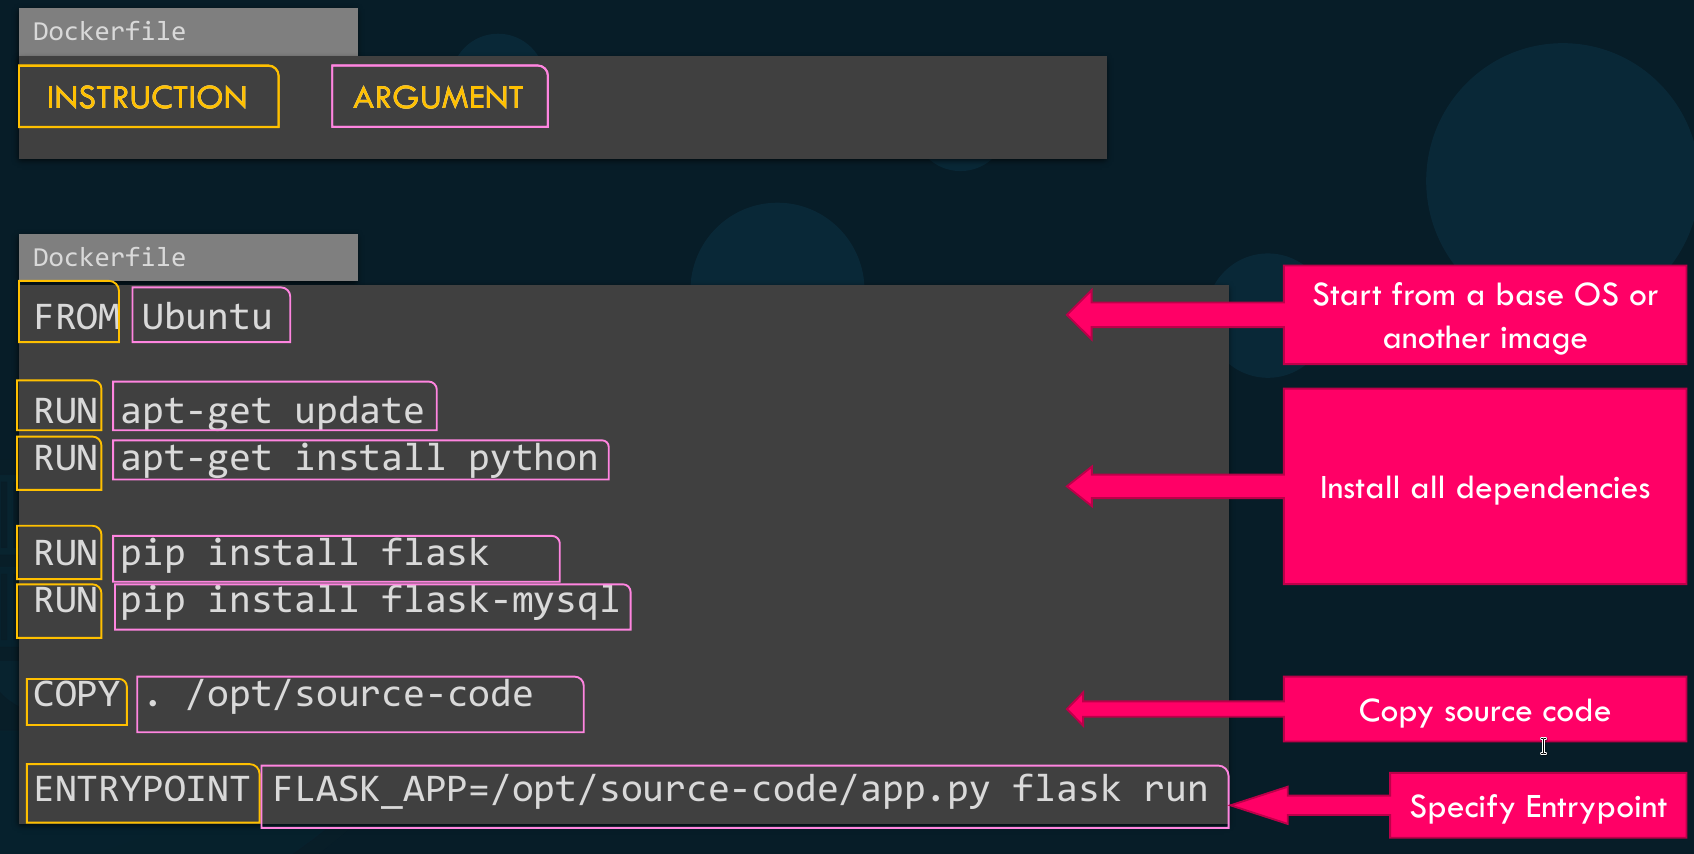 Dockerfile
INSTRUCTION ARGUMENT
Dockerfile
FROM Ubuntu
Start from a base OS or
another image
RUN apt-get update
RUN apt-get install python
Install all dependencies
RUN pip install flask
RUN pip install flask-mysql
COPY . /opt/source-code
Copy source code
ENTRYPOINT FLASK_APP=/opt/source-code/app.py flask run
Specify Entrypoint